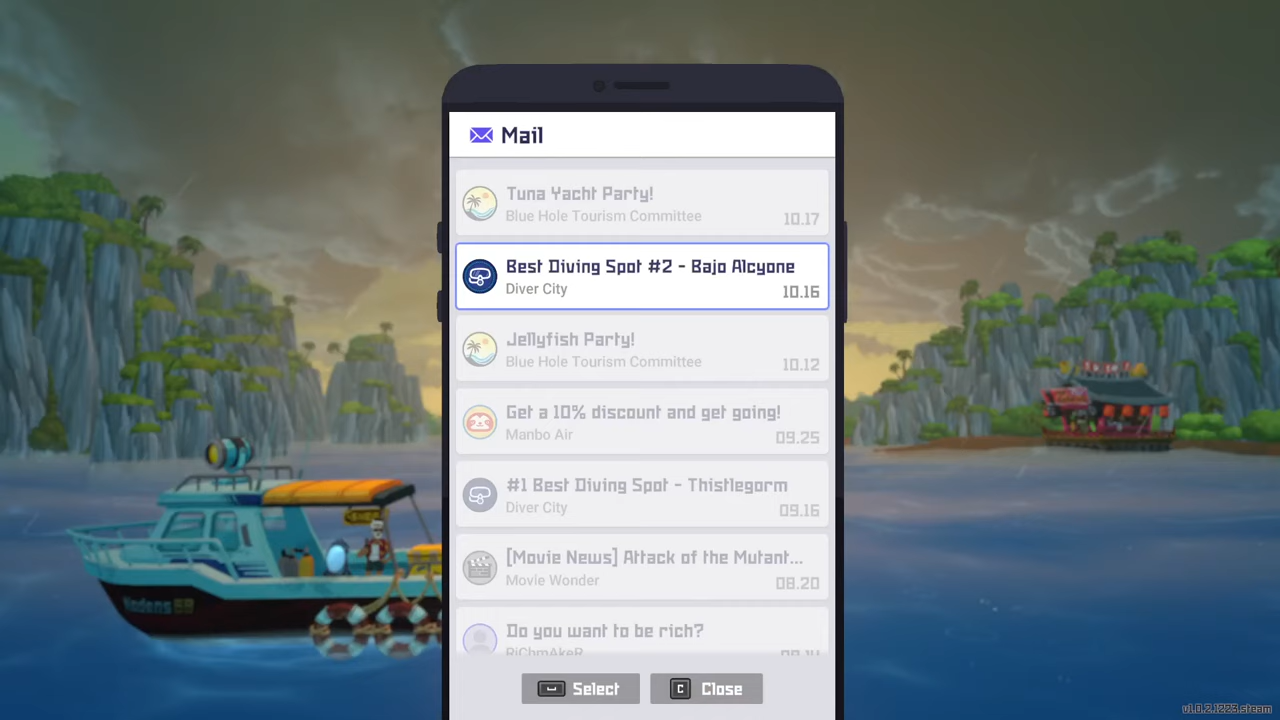 Mail
Tuna Yacht Party!
Blue Hole Tourism Committee
10.17
Best Diving Spot #2 - Bajo Alcyone
Diver City
10.16
Jellyfish Party!
Blue Hole Tourism Committee
10.12
Get a 10% discount and get going!
Manbo Air
09.25
#1 Best Diving Spot - Thistlegorm
Diver City
09.16
[Movie News] Attack of the Mutant...
Movie Wonder
08.20
Do you want to be rich?
RiChmAkeR
Select
C Close
v1.0.2.1223.steam